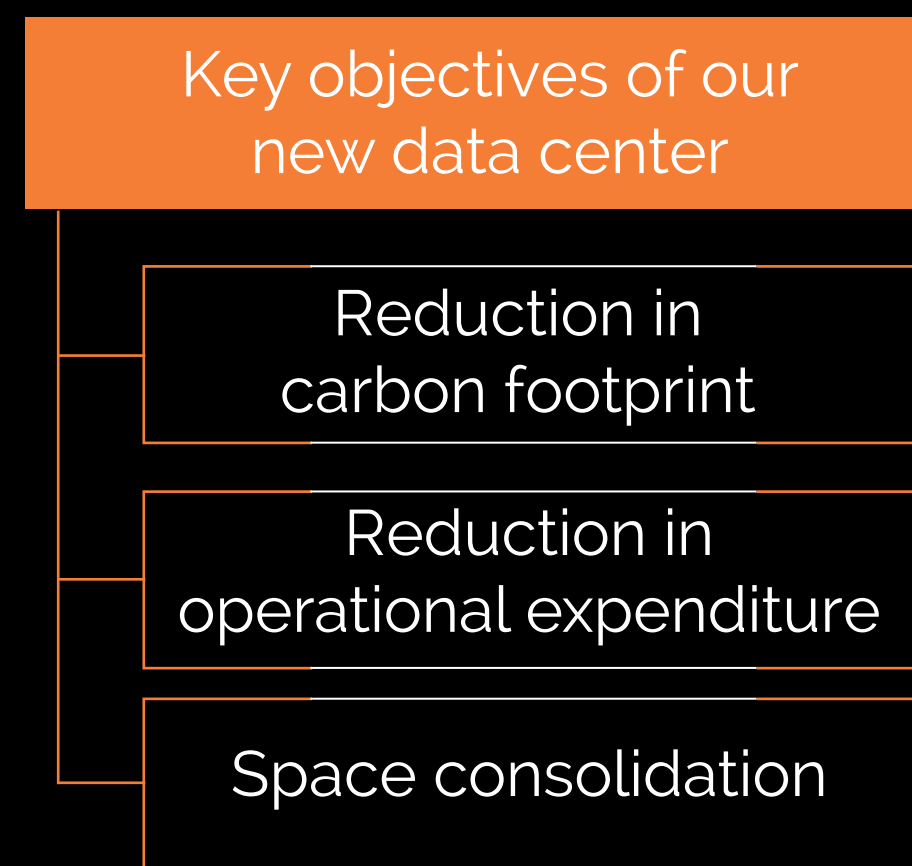 Key objectives of our
new data center
Reduction in
carbon footprint
Reduction in
operational expenditure
Space consolidation